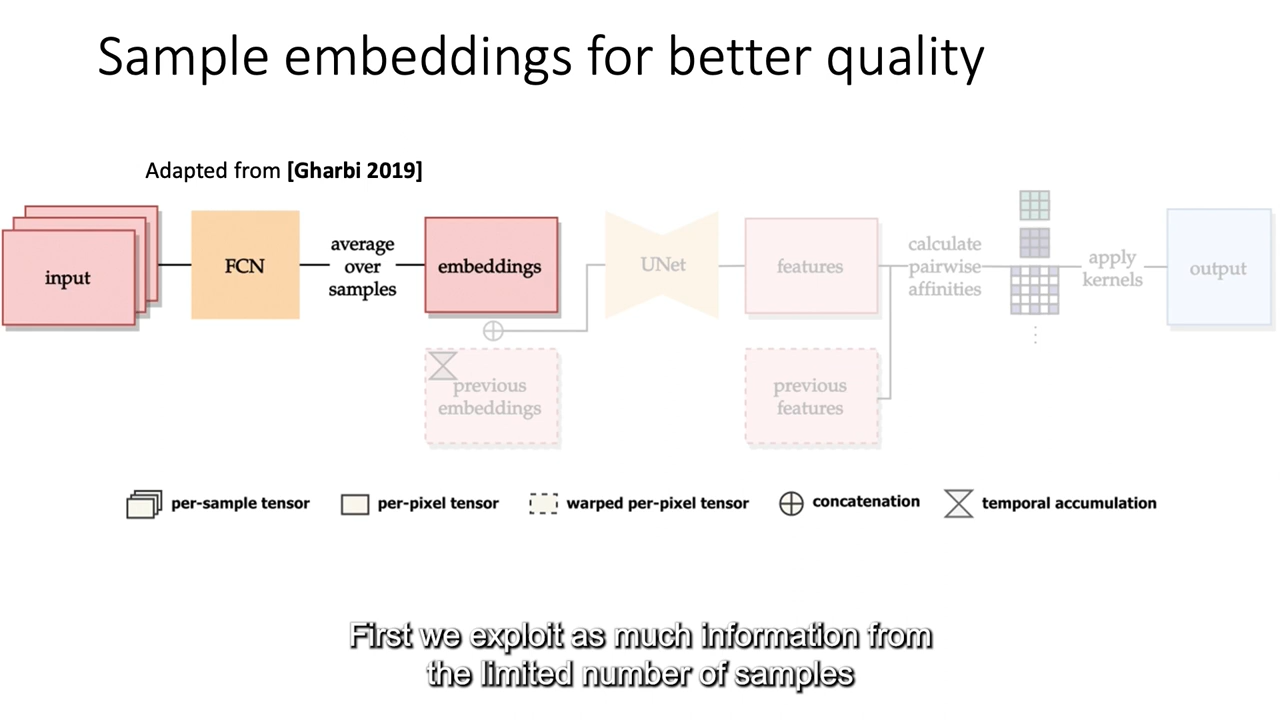 Sample embeddings for better quality
Adapted from [Gharbi 2019]
input
FCN
average
over
samples
embeddings
UNet
features
calculate
pairwise
affinities
apply
kernels
output
previous
embeddings
previous
features
per-sample tensor
per-pixel tensor
warped per-pixel tensor
concatenation
temporal accumulation
First we exploit as much information from
the limited number of samples